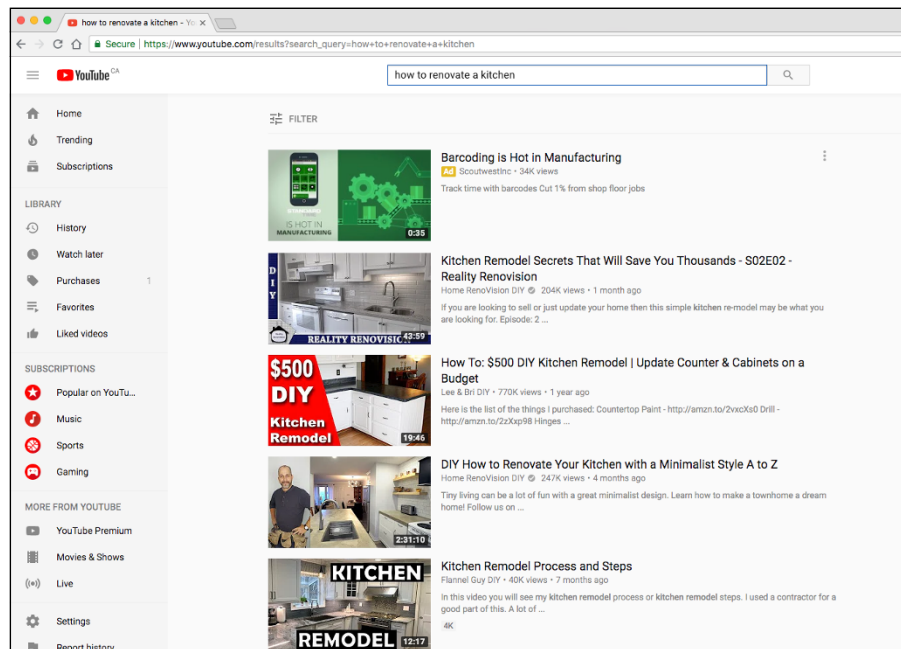 how to renovate a kitchen - Yo
Secure | https://www.youtube.com/results?search_query=how+to+renovate+a+kitchen
YouTube CA
how to renovate a kitchen
Home
Trending
Subscriptions
LIBRARY
History
Watch later
Purchases 1
Favorites
Liked videos
SUBSCRIPTIONS
Popular on YouTu...
Music
Sports
Gaming
MORE FROM YOUTUBE
YouTube Premium
Movies & Shows
Live
Settings
Report history
FILTER
IS HOT IN
MANUFACTURING
0:35
Barcoding is Hot in Manufacturing
Ad ScoutwestInc • 34K views
Track time with barcodes Cut 1% from shop floor jobs
DIY
REALITY RENOVISION
43:59
Kitchen Remodel Secrets That Will Save You Thousands - S02E02 -
Reality Renovision
Home RenoVision DIY 204K views • 1 month ago
If you are looking to sell or just update your home then this simple kitchen re-model may be what you
are looking for. Episode: 2 ...
$500
DIY
Kitchen
Remodel
19:46
How To: $500 DIY Kitchen Remodel | Update Counter & Cabinets on a
Budget
Lee & Bri DIY • 770K views • 1 year ago
Here is the list of the things I purchased: Countertop Paint - http://amzn.to/2vxcXs0 Drill -
http://amzn.to/2zXxp98 Hinges ...
2:31:10
DIY How to Renovate Your Kitchen with a Minimalist Style A to Z
Home RenoVision DIY 247K views • 4 months ago
Tiny living can be a lot of fun with a great minimalist design. Learn how to make a townhome a dream
home! Follow us on ...
KITCHEN
REMODEL
12:17
Kitchen Remodel Process and Steps
Flannel Guy DIY • 40K views • 7 months ago
In this video you will see my kitchen remodel process or kitchen remodel steps. I used a contractor for a
good part of this. A lot of ...
4K